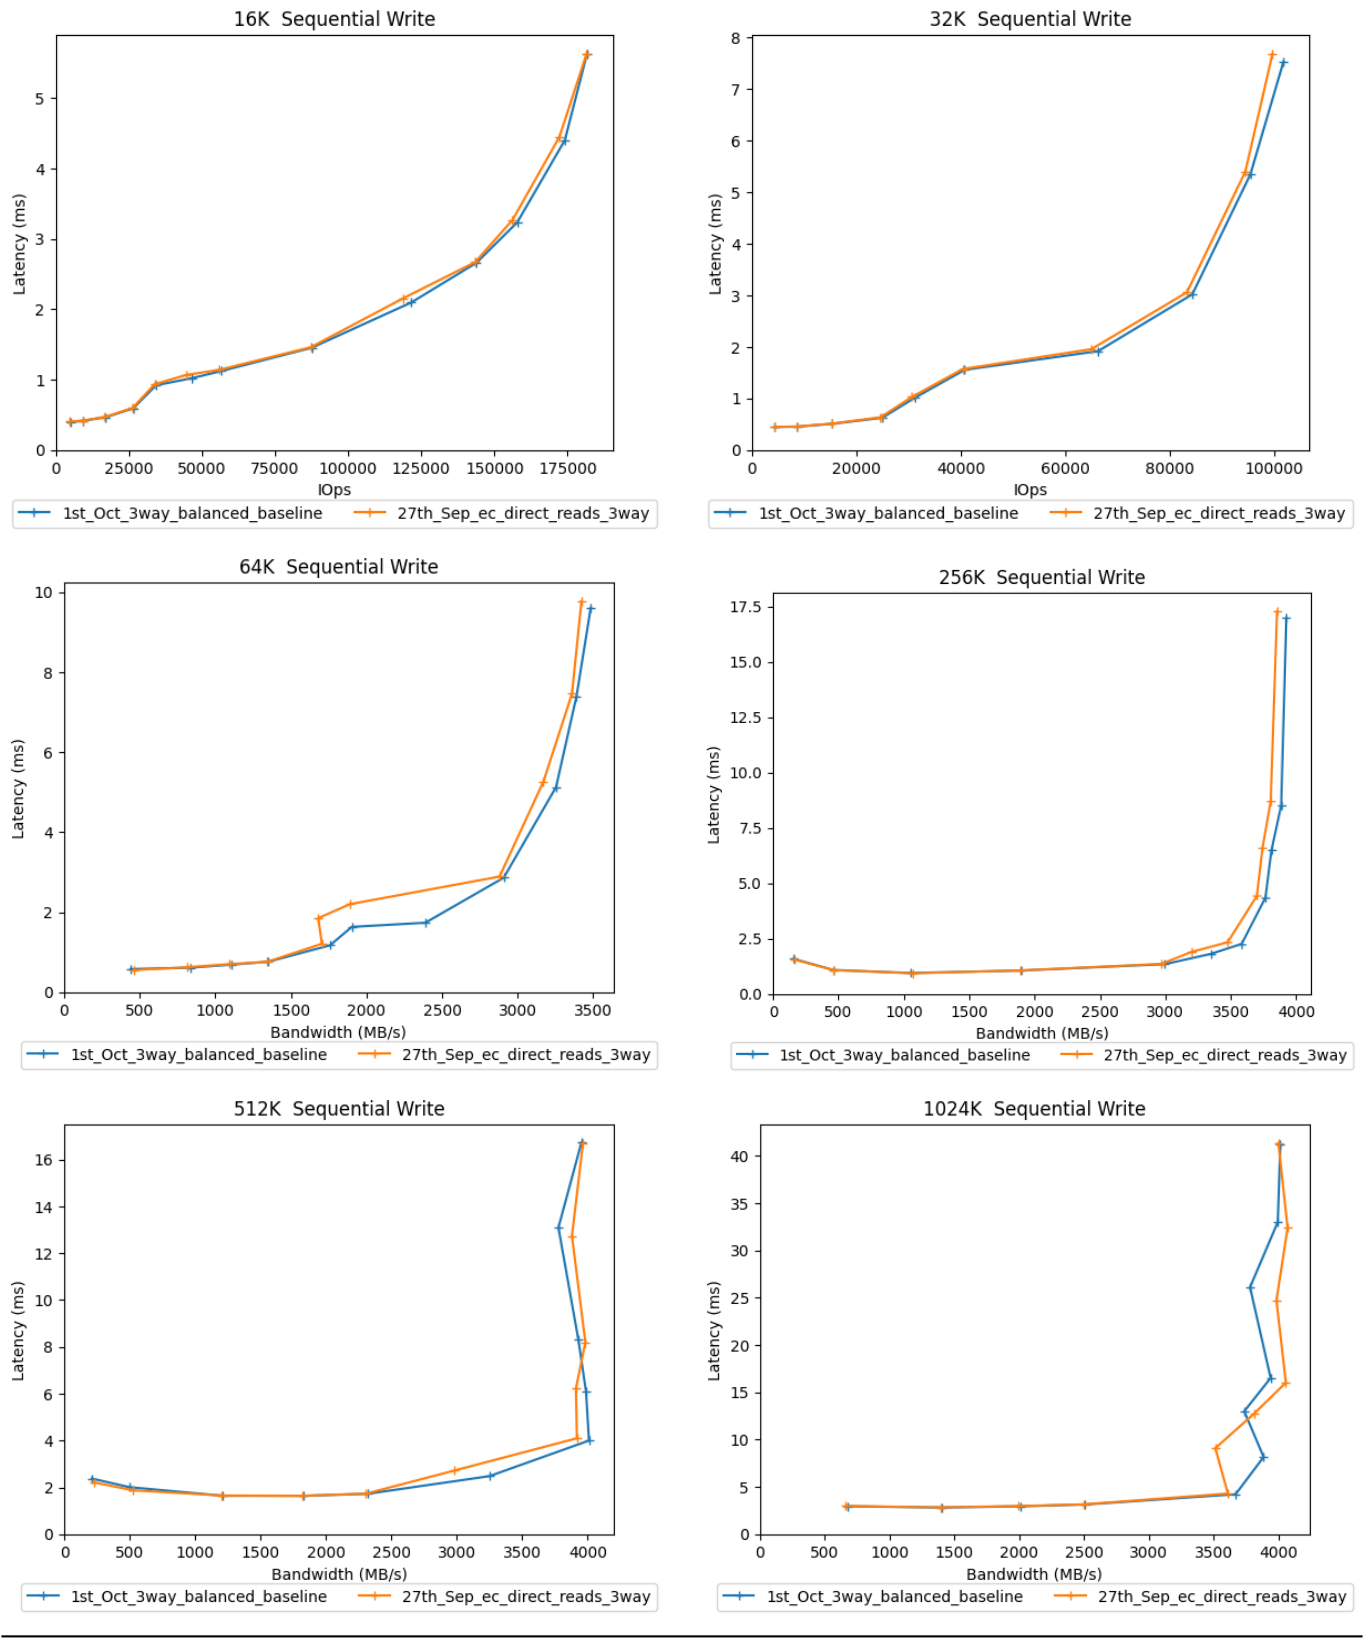 16K  Sequential Write
Latency (ms)
5
4
3
2
1
0
0 25000 50000 75000 100000 125000 150000 175000
IOps
1st_Oct_3way_balanced_baseline 27th_Sep_ec_direct_reads_3way
32K  Sequential Write
Latency (ms)
8
7
6
5
4
3
2
1
0
0 20000 40000 60000 80000 100000
IOps
1st_Oct_3way_balanced_baseline 27th_Sep_ec_direct_reads_3way
64K  Sequential Write
Latency (ms)
10
8
6
4
2
0
0 500 1000 1500 2000 2500 3000 3500
Bandwidth (MB/s)
1st_Oct_3way_balanced_baseline 27th_Sep_ec_direct_reads_3way
256K  Sequential Write
Latency (ms)
17.5
15.0
12.5
10.0
7.5
5.0
2.5
0.0
0 500 1000 1500 2000 2500 3000 3500 4000
Bandwidth (MB/s)
1st_Oct_3way_balanced_baseline 27th_Sep_ec_direct_reads_3way
512K  Sequential Write
Latency (ms)
16
14
12
10
8
6
4
2
0
0 500 1000 1500 2000 2500 3000 3500 4000
Bandwidth (MB/s)
1st_Oct_3way_balanced_baseline 27th_Sep_ec_direct_reads_3way
1024K  Sequential Write
Latency (ms)
40
35
30
25
20
15
10
5
0
0 500 1000 1500 2000 2500 3000 3500 4000
Bandwidth (MB/s)
1st_Oct_3way_balanced_baseline 27th_Sep_ec_direct_reads_3way